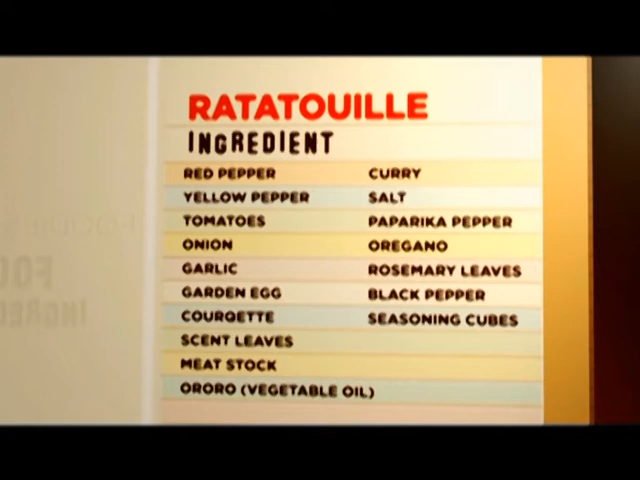 RATATOUILLE
INGREDIENT
RED PEPPER
YELLOW PEPPER
TOMATOES
ONION
GARLIC
GARDEN EGG
COURQETTE
SCENT LEAVES
MEAT STOCK
ORORO (VEGETABLE OIL)
CURRY
SALT
PAPARIKA PEPPER
OREGANO
ROSEMARY LEAVES
BLACK PEPPER
SEASONING CUBES